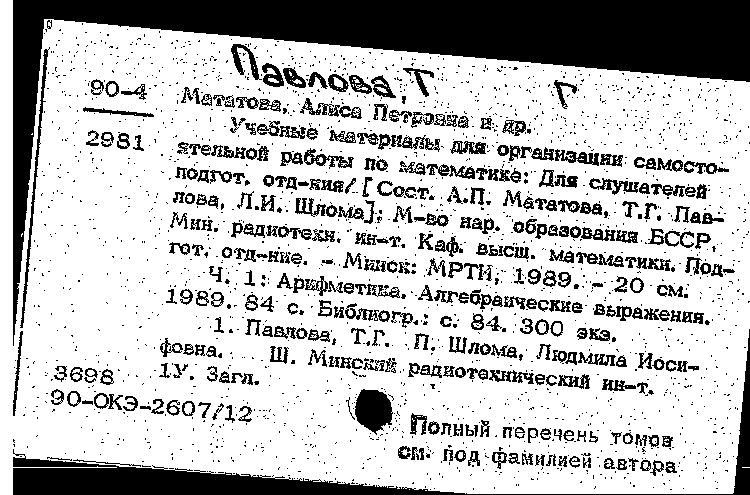 Павлова, Т Г
90-4 Мататова, Алиса Петровна и др.
2981 Учебные материалы для организации самосто-
ятельной работы по математике: Для слушателей
подгот. отд-ния/ [Сост. А.П. Мататова, Т.Г. Пав-
лова, Л.И. Шлома]; М-во нар. образования БССР,
Мин. радиотехн. ин-т. Каф. высш. математики. Под-
гот. отд-ние. - Минск: МРТИ, 1989. - 20 см.
Ч. 1: Арифметика. Алгебраические выражения.
1989. 84 с. Библиогр.: с. 84. 300 экз.
1. Павлова, Т.Г. П. Шлома, Людмила Иоси-
фовна. Ш. Минский радиотехнический ин-т.
3698 1У. Загл.
90-ОКЭ-2607/12
Полный перечень томов
см. под фамилией автора